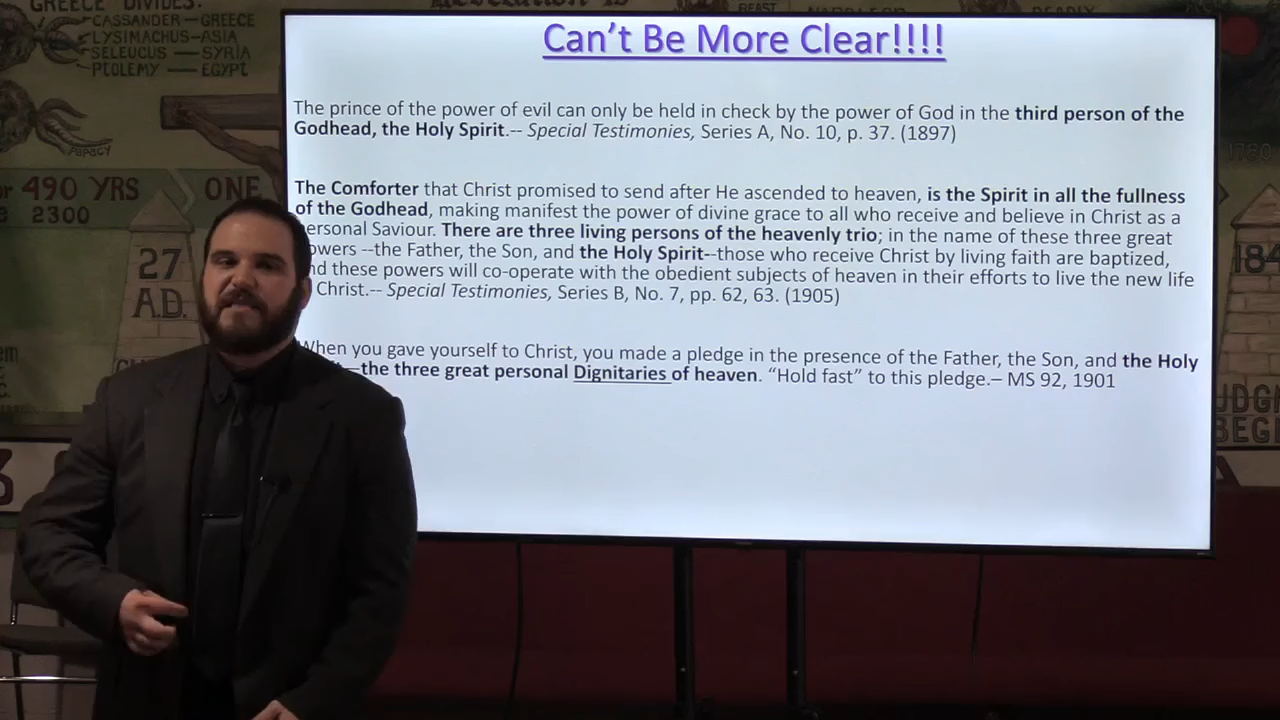 GREECE DIVIDES:
CASSANDER - GREECE
LYSIMACHUS-ASIA
SELEUCUS — SYRIA
PTOLEMY — EGYPT
PAPACY
490 YRS
ONE
2300
27
A.D.
Can't Be More Clear!!!!
The prince of the power of evil can only be held in check by the power of God in the third person of the
Godhead, the Holy Spirit.-- Special Testimonies, Series A, No. 10, p. 37. (1897)
The Comforter that Christ promised to send after He ascended to heaven, is the Spirit in all the fullness
of the Godhead, making manifest the power of divine grace to all who receive and believe in Christ as a
ersonal Saviour. There are three living persons of the heavenly trio; in the name of these three great
owers --the Father, the Son, and the Holy Spirit--those who receive Christ by living faith are baptized,
nd these powers will co-operate with the obedient subjects of heaven in their efforts to live the new life
Christ.-- Special Testimonies, Series B, No. 7, pp. 62, 63. (1905)
When you gave yourself to Christ, you made a pledge in the presence of the Father, the Son, and the Holy
—the three great personal Dignitaries of heaven. “Hold fast” to this pledge.– MS 92, 1901
184
UDG
BEGI